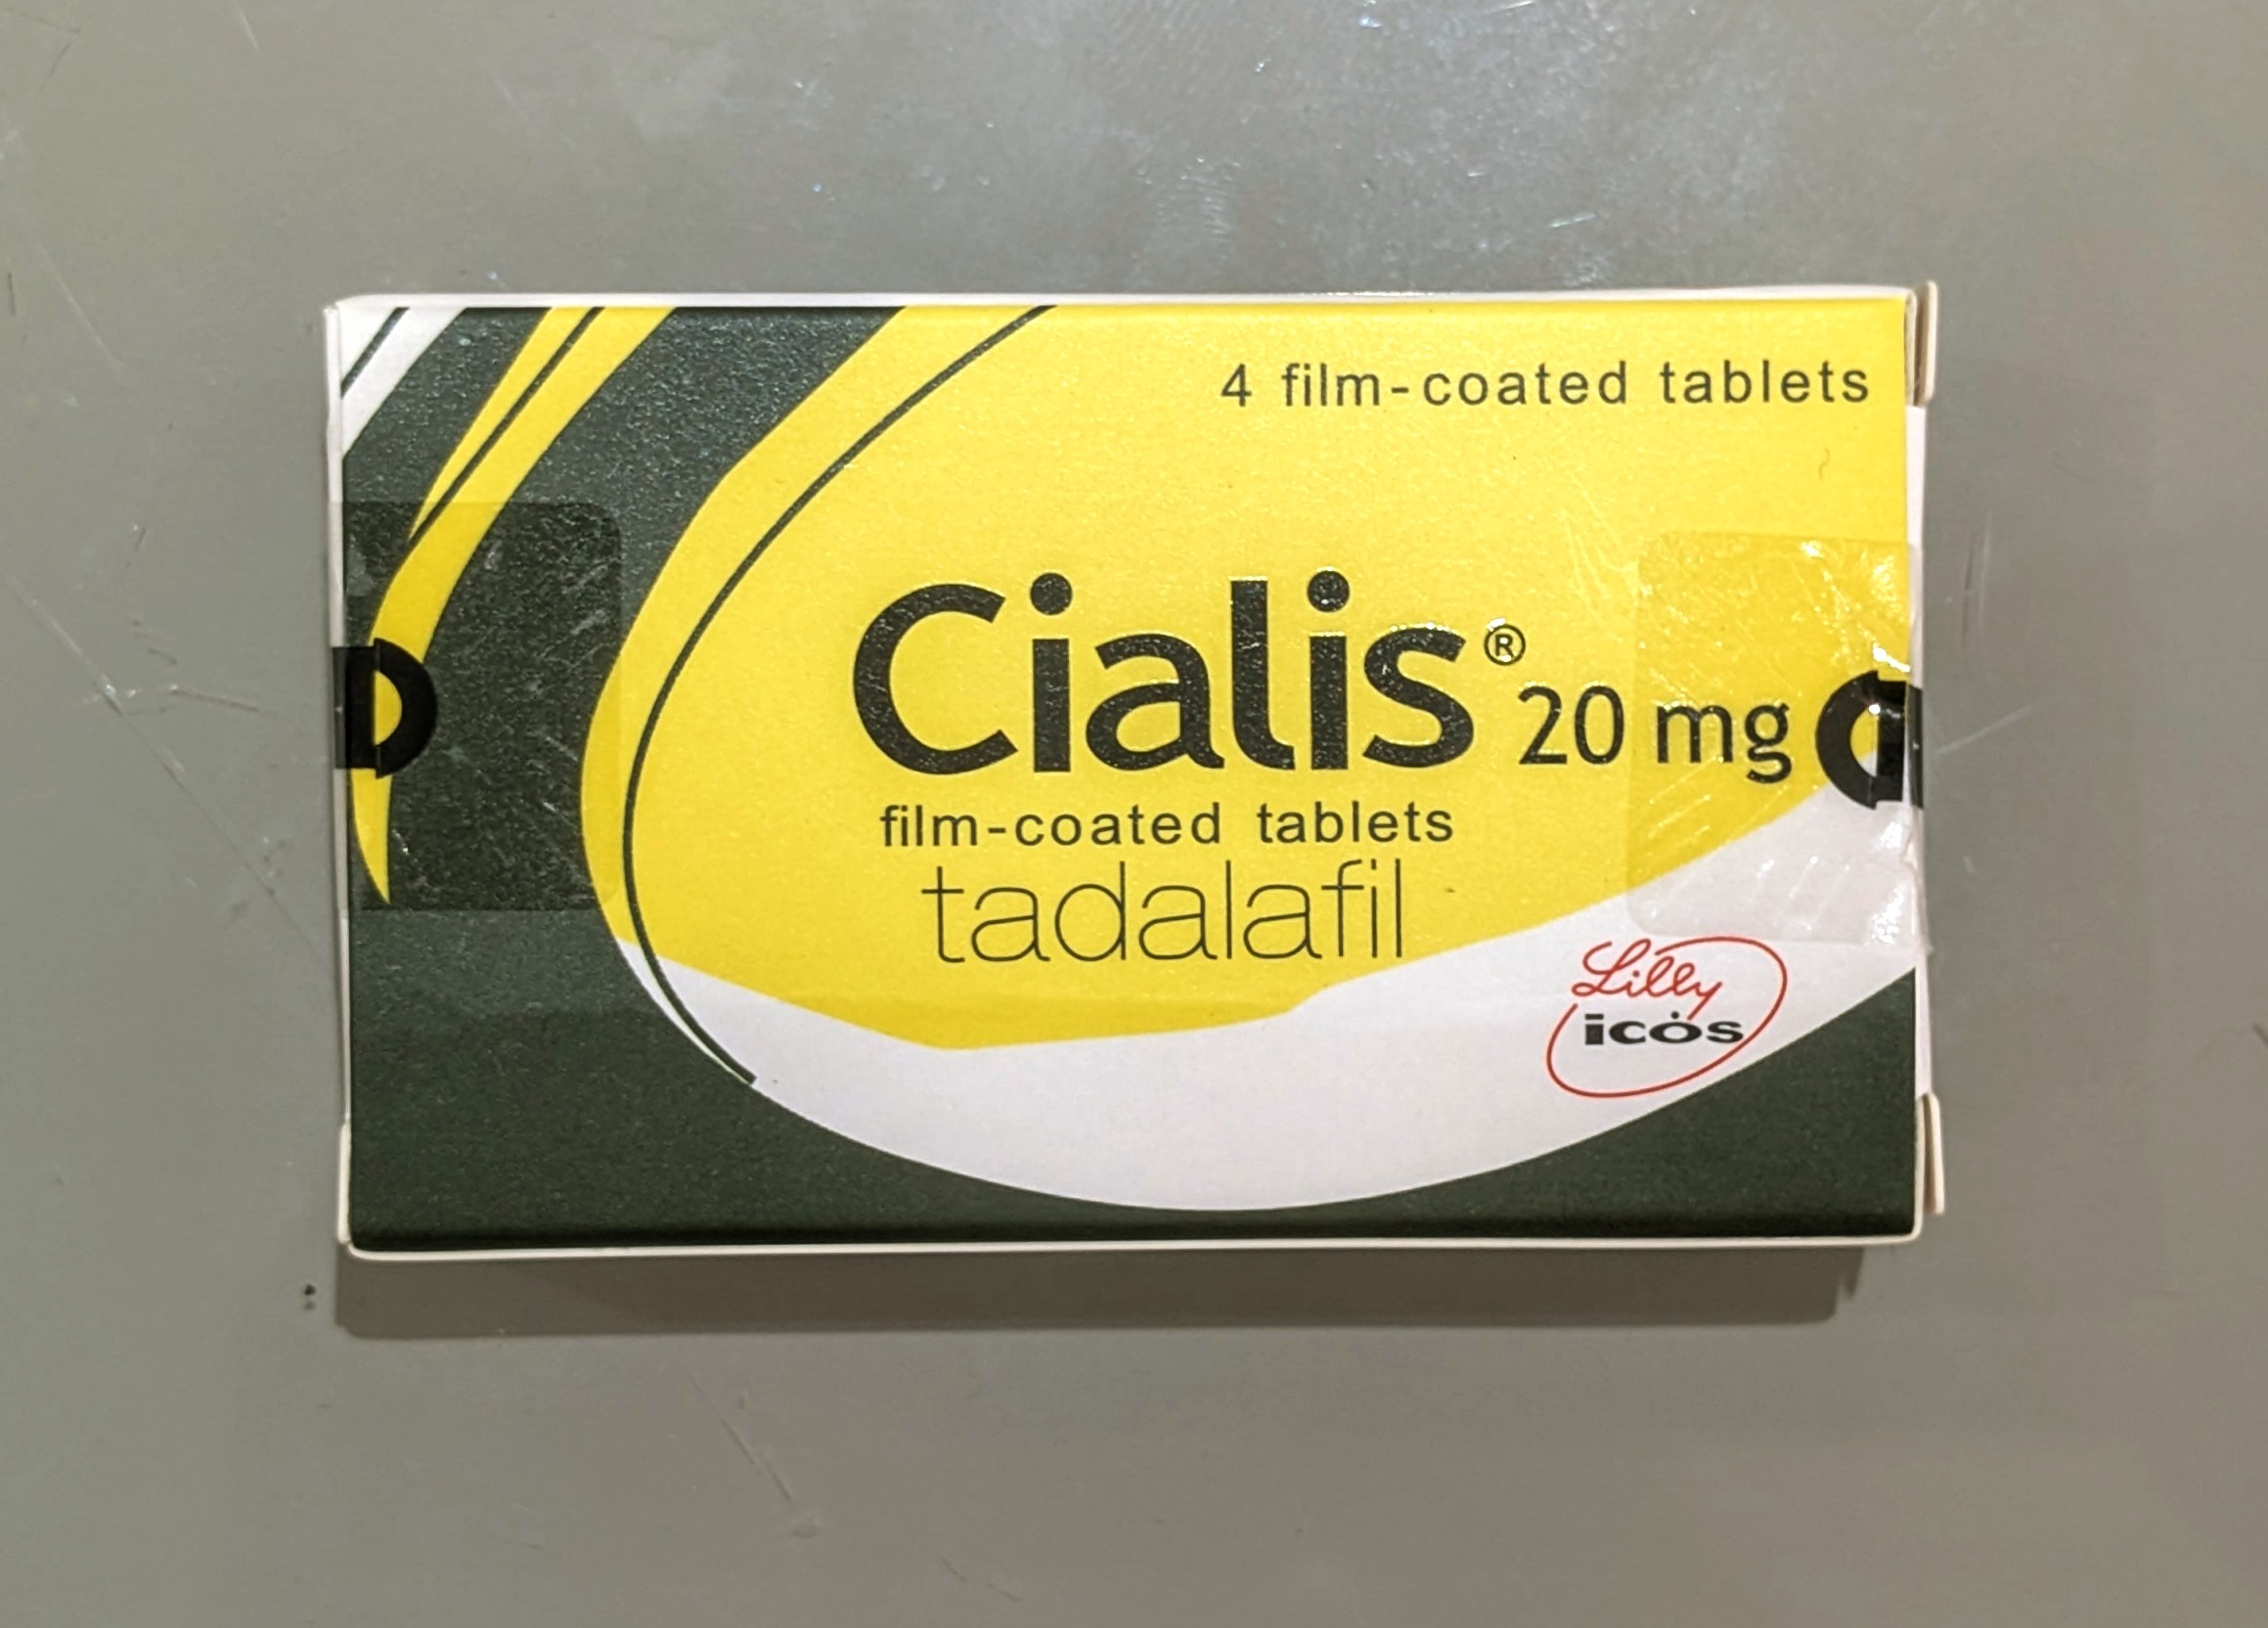 4 film-coated tablets
Cialis® 20 mg
film-coated tablets
tadalafil
Lilly
icos